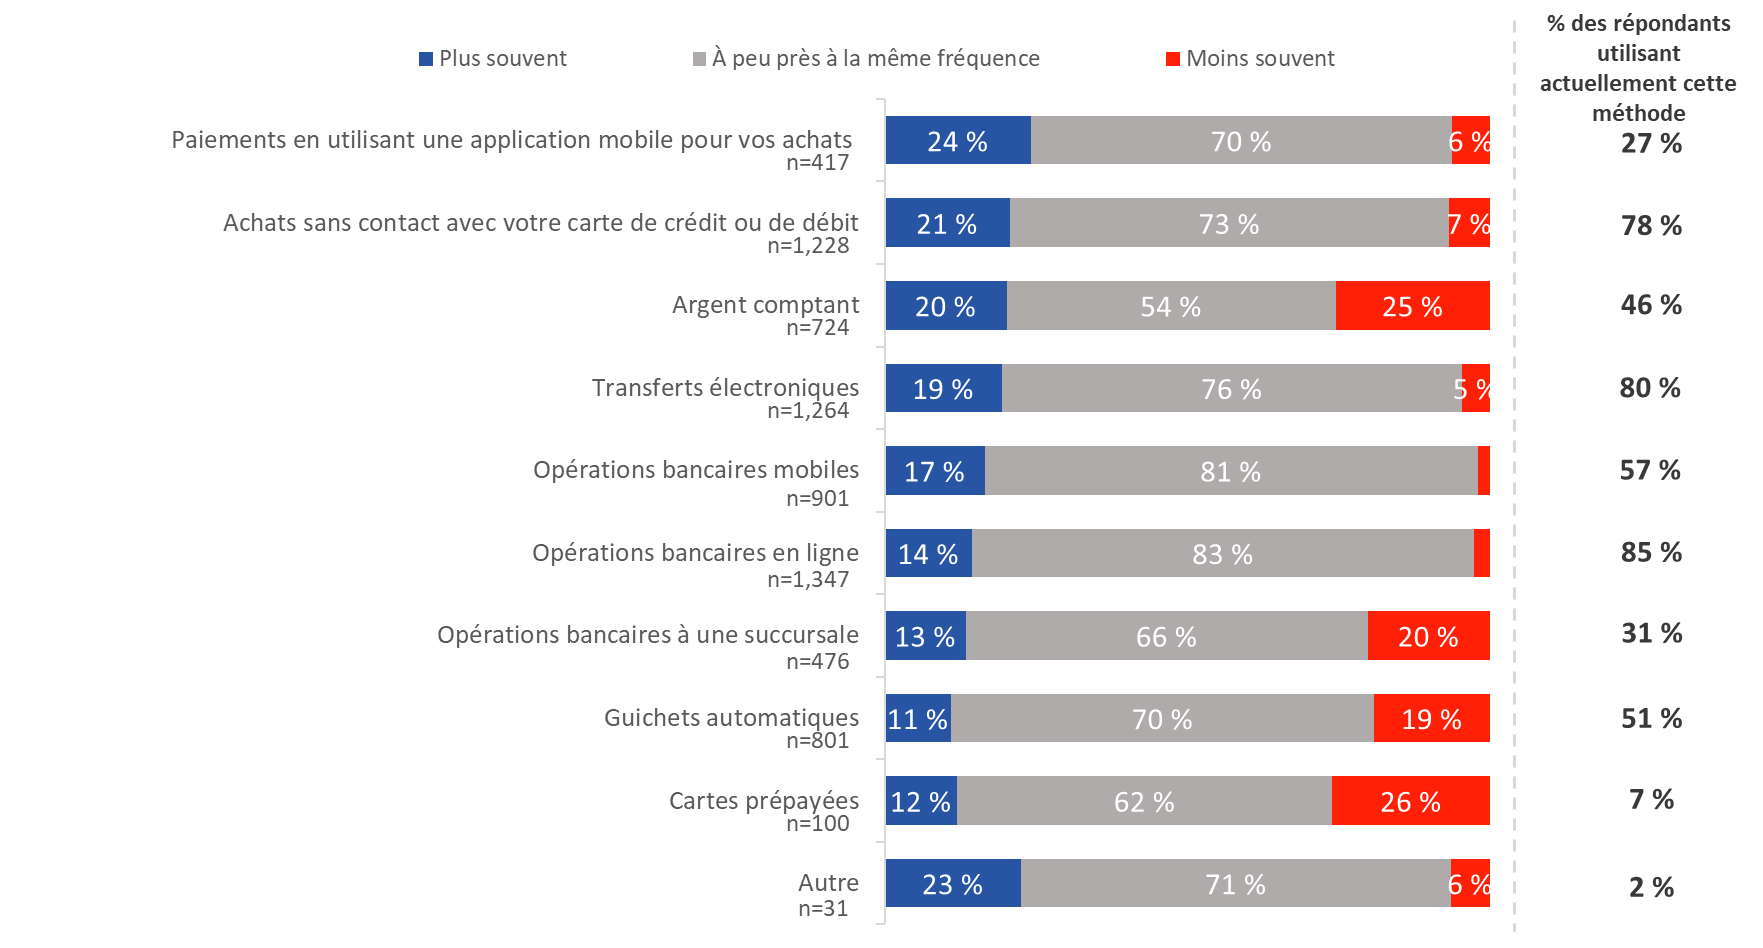 % des répondants
utilisant
actuellement cette
méthode
Plus souvent
À peu près à la même fréquence
Moins souvent
Paiements en utilisant une application mobile pour vos achats
n=417
24 %
70 %
6 %
27 %
Achats sans contact avec votre carte de crédit ou de débit
n=1,228
21 %
73 %
7 %
78 %
Argent comptant
n=724
20 %
54 %
25 %
46 %
Transferts électroniques
n=1,264
19 %
76 %
5 %
80 %
Opérations bancaires mobiles
n=901
17 %
81 %
57 %
Opérations bancaires en ligne
n=1,347
14 %
83 %
85 %
Opérations bancaires à une succursale
n=476
13 %
66 %
20 %
31 %
Guichets automatiques
n=801
11 %
70 %
19 %
51 %
Cartes prépayées
n=100
12 %
62 %
26 %
7 %
Autre
n=31
23 %
71 %
6 %
2 %